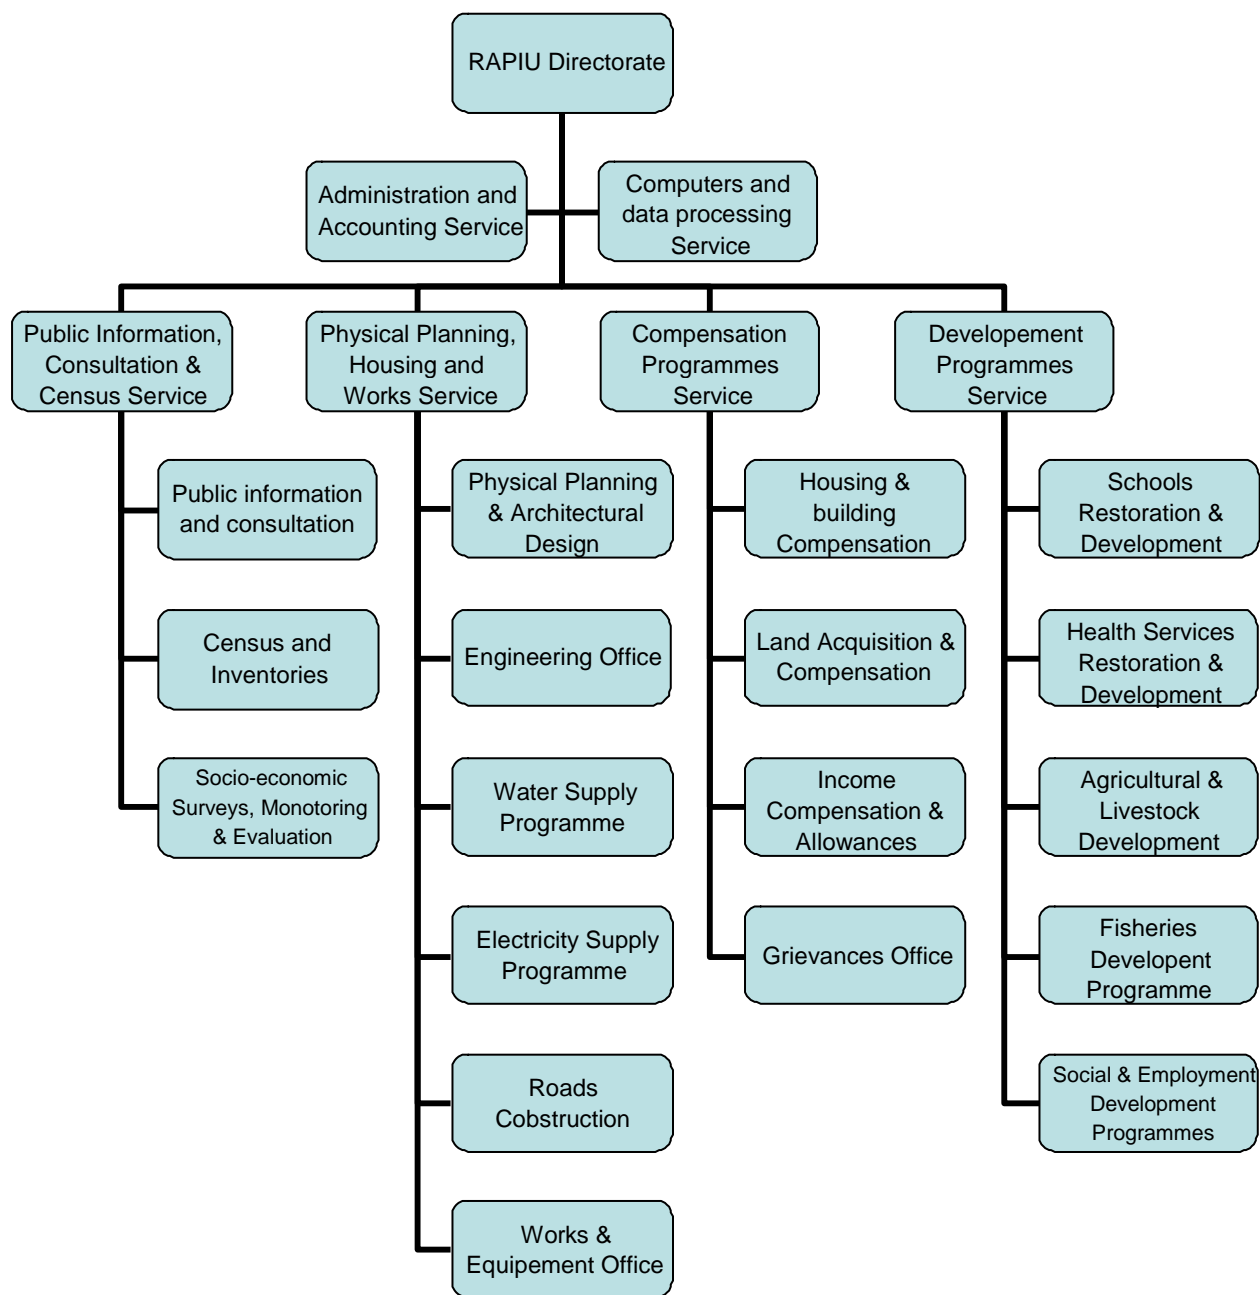 RAPIU Directorate
Administration and
Accounting Service
Computers and
data processing
Service
Public Information,
Consultation &
Census Service
Physical Planning,
Housing and
Works Service
Compensation
Programmes
Service
Developement
Programmes
Service
Public information
and consultation
Census and
Inventories
Socio-economic
Surveys, Monotoring
& Evaluation
Physical Planning
& Architectural
Design
Engineering Office
Water Supply
Programme
Electricity Supply
Programme
Roads
Cobstruction
Works &
Equipement Office
Housing &
building
Compensation
Land Acquisition &
Compensation
Income
Compensation &
Allowances
Grievances Office
Schools
Restoration &
Development
Health Services
Restoration &
Development
Agricultural &
Livestock
Development
Fisheries
Developent
Programme
Social & Employment
Development
Programmes